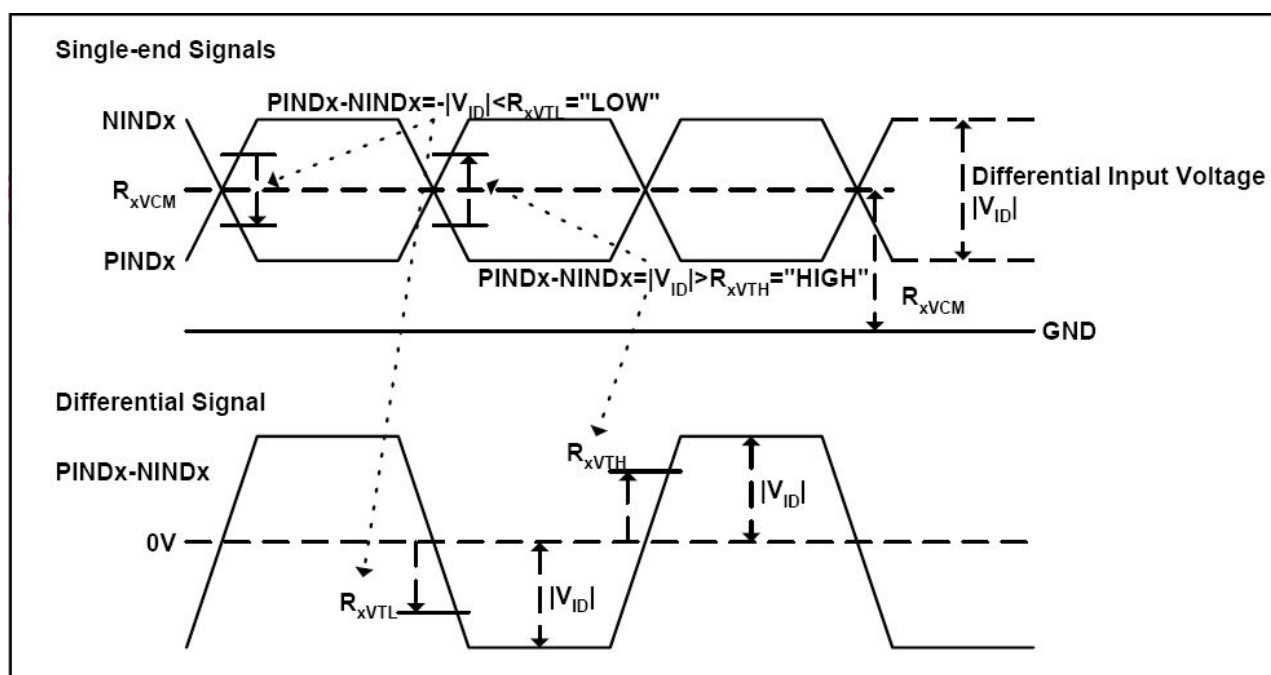 Single-end Signals
PINDx-NINDx=-|VID|<RxVTL="LOW"
NINDx
RxVCM
Differential Input Voltage
|VID|
PINDx
PINDx-NINDx=|VID|>RxVTH="HIGH"
RxVCM
GND
Differential Signal
RxVTH
PINDx-NINDx
|VID|
0V
RxVTL
|VID|